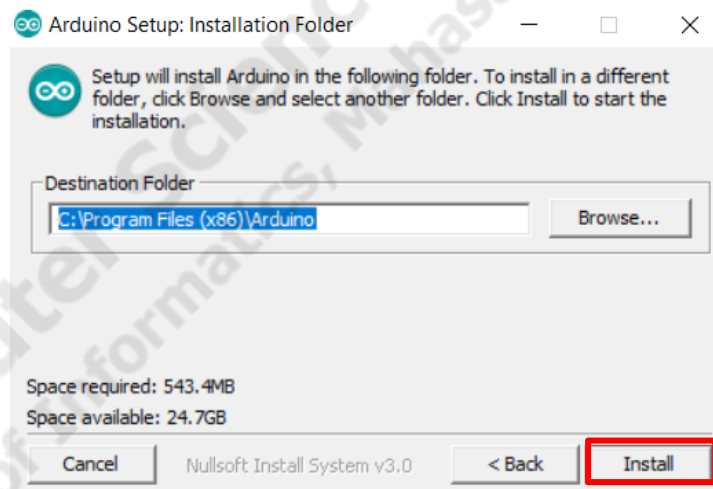 Arduino Setup: Installation Folder
Setup will install Arduino in the following folder. To install in a different
folder, click Browse and select another folder. Click Install to start the
installation.
Destination Folder
C:\Program Files (x86)\Arduino
Browse...
Space required: 543.4MB
Space available: 24.7GB
Cancel
Nullsoft Install System v3.0
< Back
Install